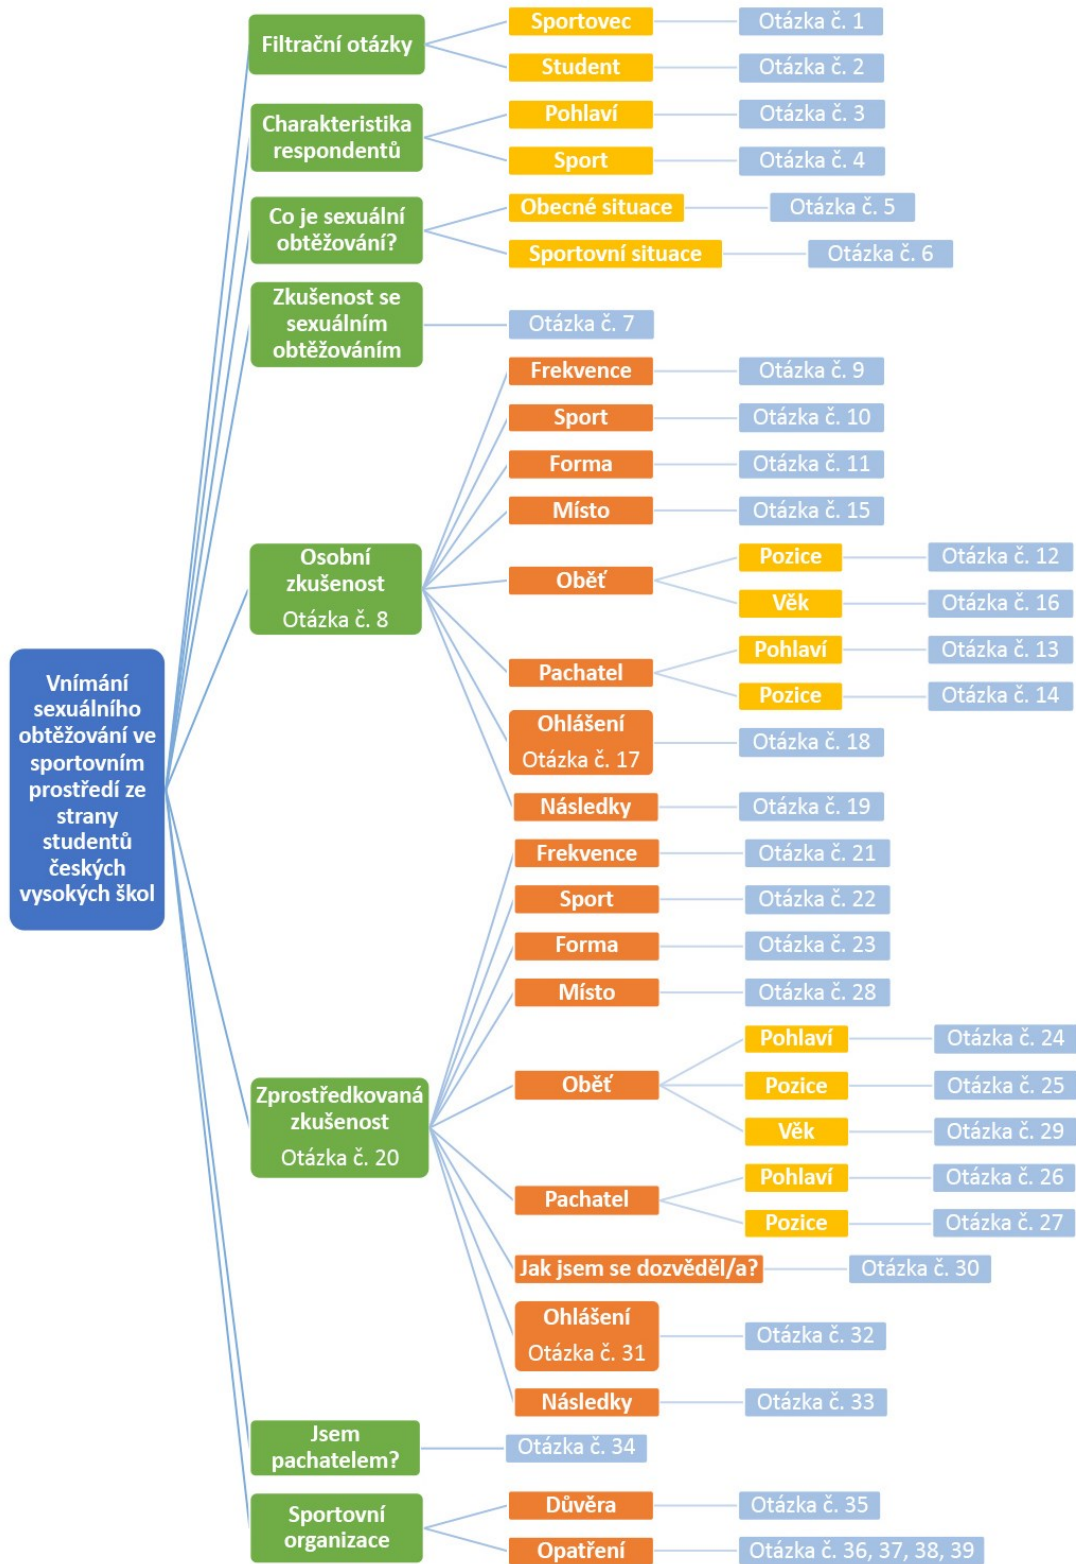 Filtrační otázky
Sportovec
Otázka č. 1
Student
Otázka č. 2
Charakteristika
respondentů
Pohlaví
Otázka č. 3
Sport
Otázka č. 4
Co je sexuální
obtěžování?
Obecné situace
Otázka č. 5
Sportovní situace
Otázka č. 6
Zkušenost se
sexuálním
obtěžováním
Otázka č. 7
Vnímání
sexuálního
obtěžování ve
sportovním
prostředí ze
strany
studentů
českých
vysokých škol
Osobní
zkušenost
Otázka č. 8
Frekvence
Otázka č. 9
Sport
Otázka č. 10
Forma
Otázka č. 11
Místo
Otázka č. 15
Oběť
Pozice
Otázka č. 12
Věk
Otázka č. 16
Pachatel
Pohlaví
Otázka č. 13
Pozice
Otázka č. 14
Ohlášení
Otázka č. 17
Otázka č. 18
Následky
Otázka č. 19
Zprostředkovaná
zkušenost
Otázka č. 20
Frekvence
Otázka č. 21
Sport
Otázka č. 22
Forma
Otázka č. 23
Místo
Otázka č. 28
Oběť
Pohlaví
Otázka č. 24
Pozice
Otázka č. 25
Věk
Otázka č. 29
Pachatel
Pohlaví
Otázka č. 26
Pozice
Otázka č. 27
Jak jsem se dozvěděl/a?
Otázka č. 30
Ohlášení
Otázka č. 31
Otázka č. 32
Následky
Otázka č. 33
Jsem
pachatelem?
Otázka č. 34
Sportovní
organizace
Důvěra
Otázka č. 35
Opatření
Otázka č. 36, 37, 38, 39